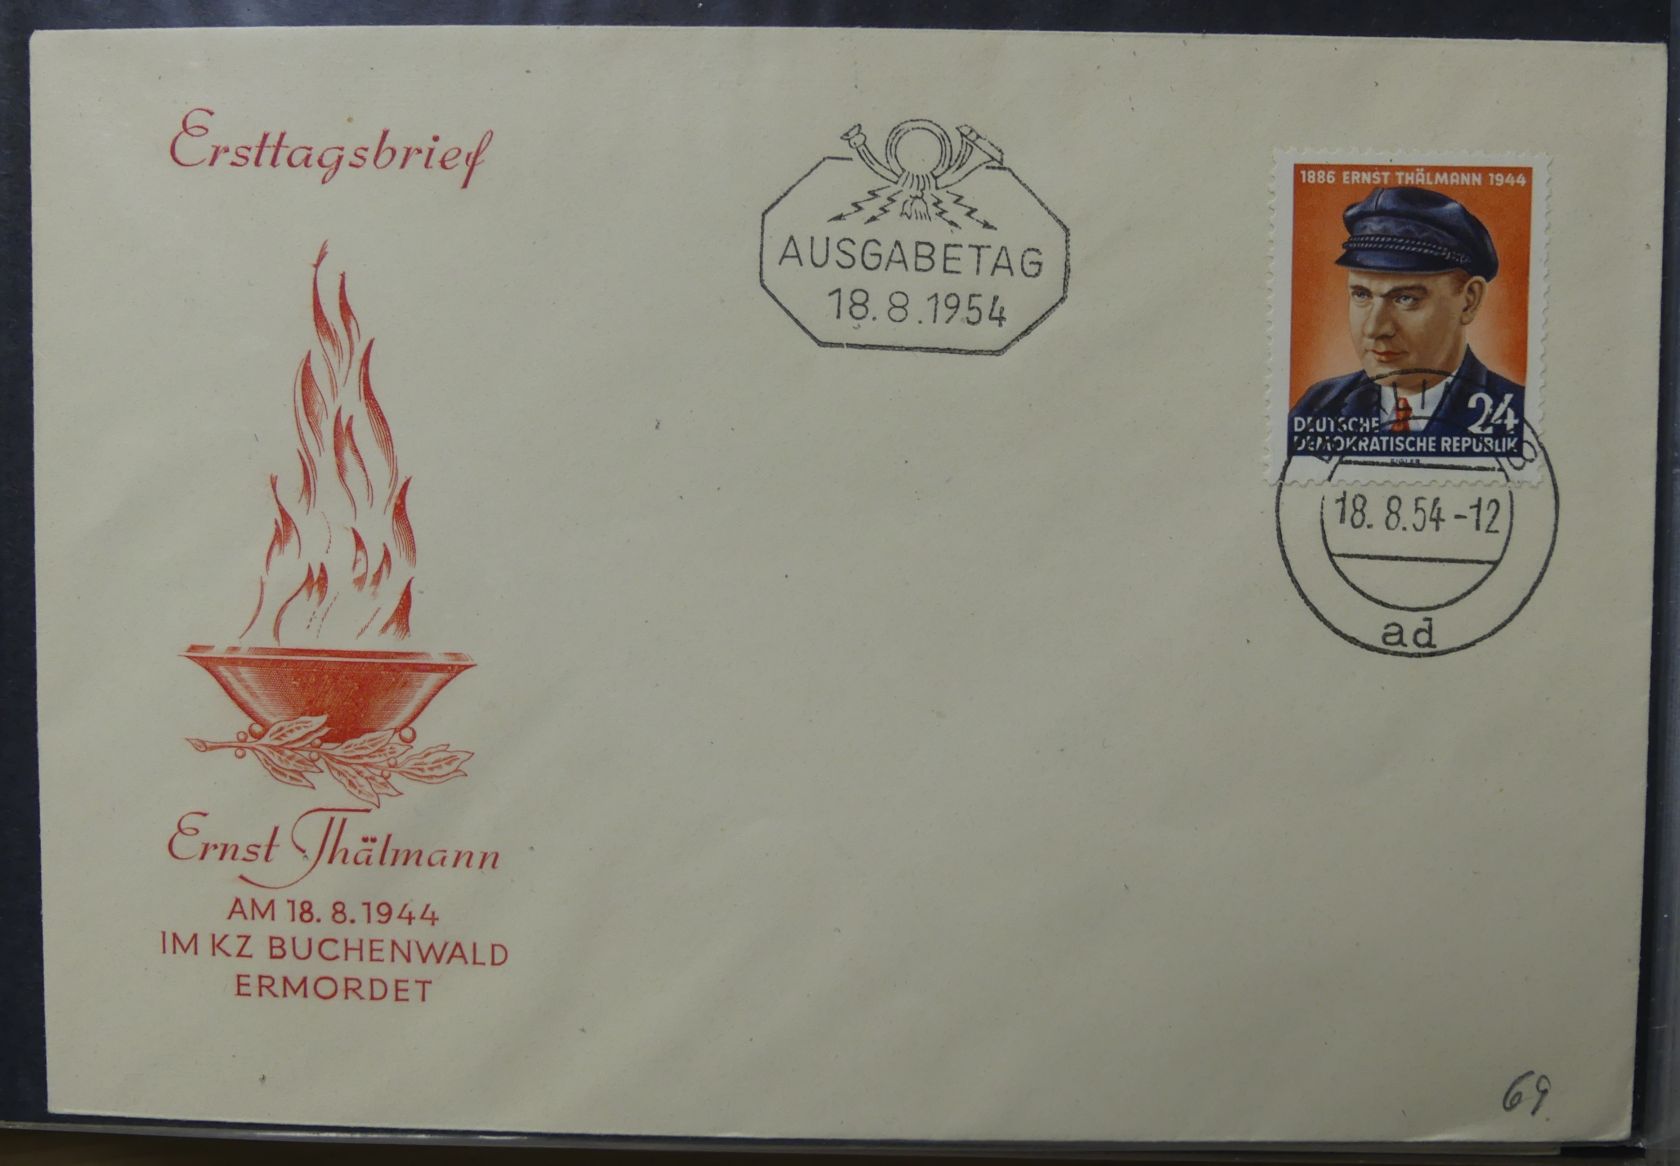 Ersttagsbrief
AUSGABETAG
18.8.1954
1886 ERNST THÄLMANN 1944
24
DEUTSCHE
DEMOKRATISCHE REPUBLIK
18. 8.54-12
ad
Ernst Thälmann
AM 18.8.1944
IM KZ BUCHENWALD
ERMORDET
69